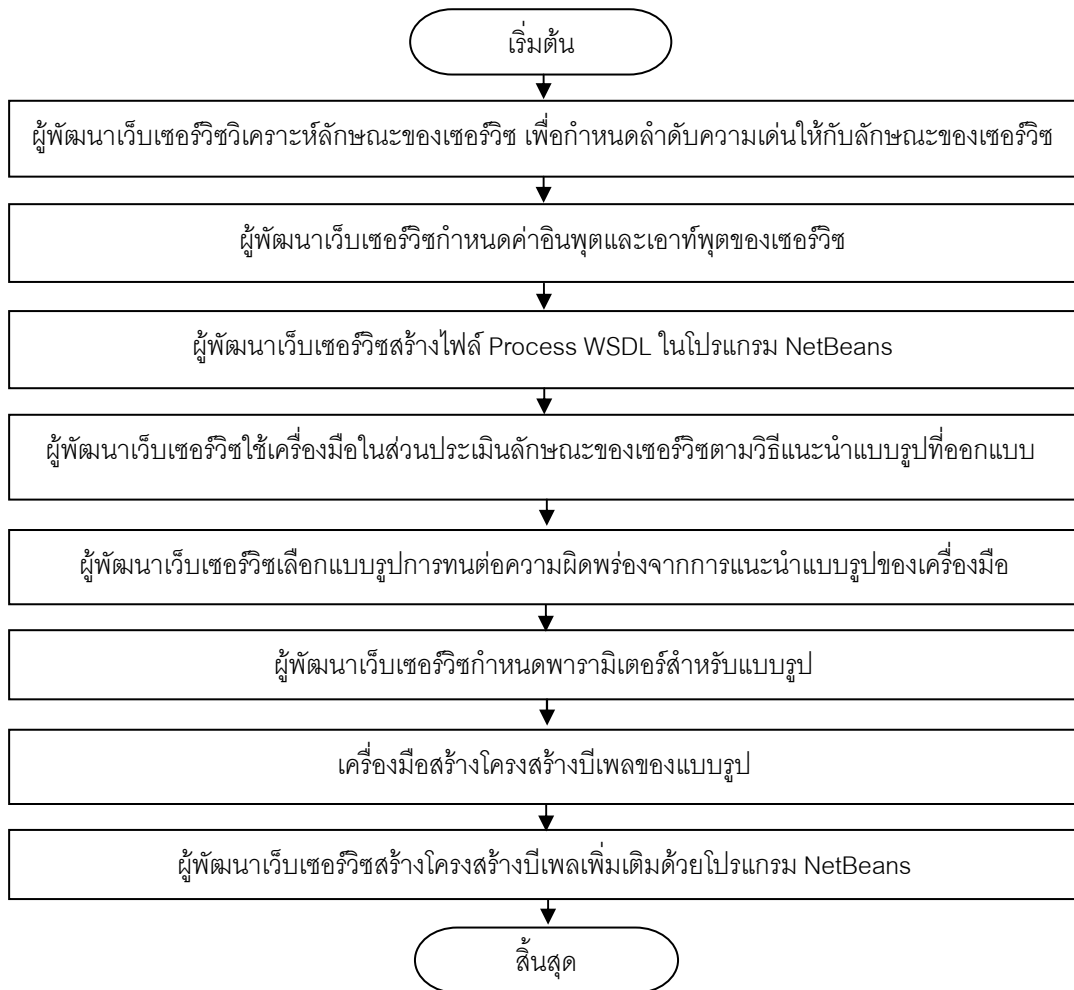 เริ่มต้น
ผู้พัฒนาเว็บเซอร์วิซวิเคราะห์ลักษณะของเซอร์วิซ เพื่อกำหนดลำดับความเด่นให้กับลักษณะของเซอร์วิซ
ผู้พัฒนาเว็บเซอร์วิซกำหนดค่าอินพุตและเอาท์พุตของเซอร์วิซ
ผู้พัฒนาเว็บเซอร์วิซสร้างไฟล์ Process WSDL ในโปรแกรม NetBeans
ผู้พัฒนาเว็บเซอร์วิซใช้เครื่องมือในส่วนประเมินลักษณะของเซอร์วิซตามวิธีแนะนำแบบรูปที่ออกแบบ
ผู้พัฒนาเว็บเซอร์วิซเลือกแบบรูปการทนต่อความผิดพร่องจากการแนะนำแบบรูปของเครื่องมือ
ผู้พัฒนาเว็บเซอร์วิซกำหนดพารามิเตอร์สำหรับแบบรูป
เครื่องมือสร้างโครงสร้างบีเพลของแบบรูป
ผู้พัฒนาเว็บเซอร์วิซสร้างโครงสร้างบีเพลเพิ่มเติมด้วยโปรแกรม NetBeans
สิ้นสุด